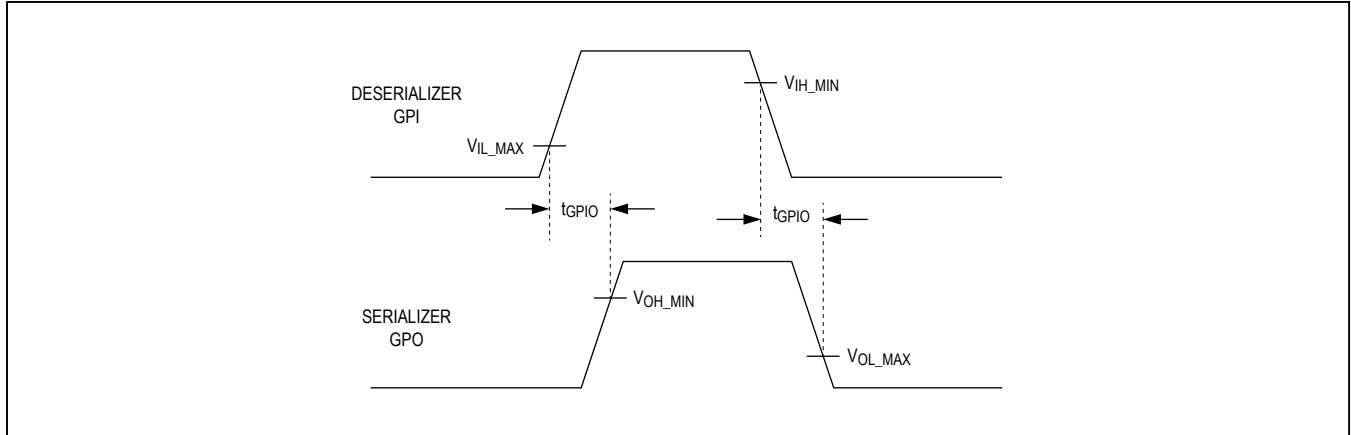 DESERIALIZER
GPI
VIH_MIN
VIL_MAX
tGPIO
tGPIO
SERIALIZER
GPO
VOH_MIN
VOL_MAX